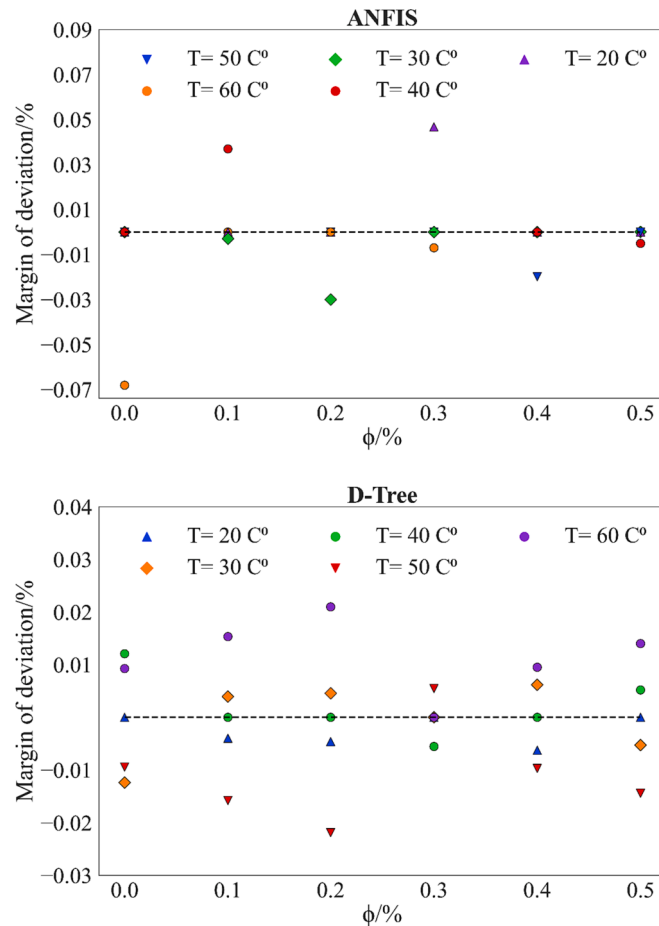 ANFIS
0.09
0.07
0.05
0.03
0.01
−0.01
−0.03
−0.05
−0.07
Margin of deviation/%
T= 50 Cº
T= 30 Cº
T= 20 Cº
T= 60 Cº
T= 40 Cº
0.0
0.1
0.2
0.3
0.4
0.5
ϕ/%
D-Tree
0.04
0.03
0.02
0.01
−0.01
−0.02
−0.03
Margin of deviation/%
T= 20 Cº
T= 40 Cº
T= 60 Cº
T= 30 Cº
T= 50 Cº
0.0
0.1
0.2
0.3
0.4
0.5
ϕ/%